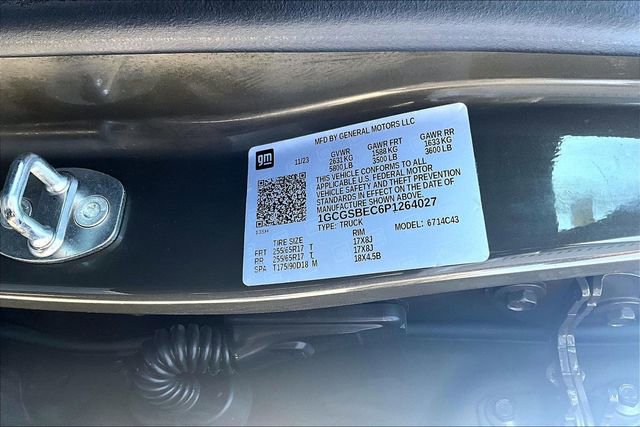 MFD BY GENERAL MOTORS LLC
gm
11/23
GVWR GAWR FRT GAWR RR
2631 KG 1588 KG 1633 KG
5800 LB 3500 LB 3600 LB
THIS VEHICLE CONFORMS TO ALL
APPLICABLE U.S. FEDERAL MOTOR
VEHICLE SAFETY AND THEFT PREVENTION
STANDARDS IN EFFECT ON THE DATE OF
MANUFACTURE SHOWN ABOVE.
1GCGSBEC6P1264027
TYPE: TRUCK MODEL: 6714C43
TIRE SIZE RIM
FRT 255/65R17 T 17X8J
RR 255/65R17 T 17X8J
SPA T175/90D18 M 18X4.5B